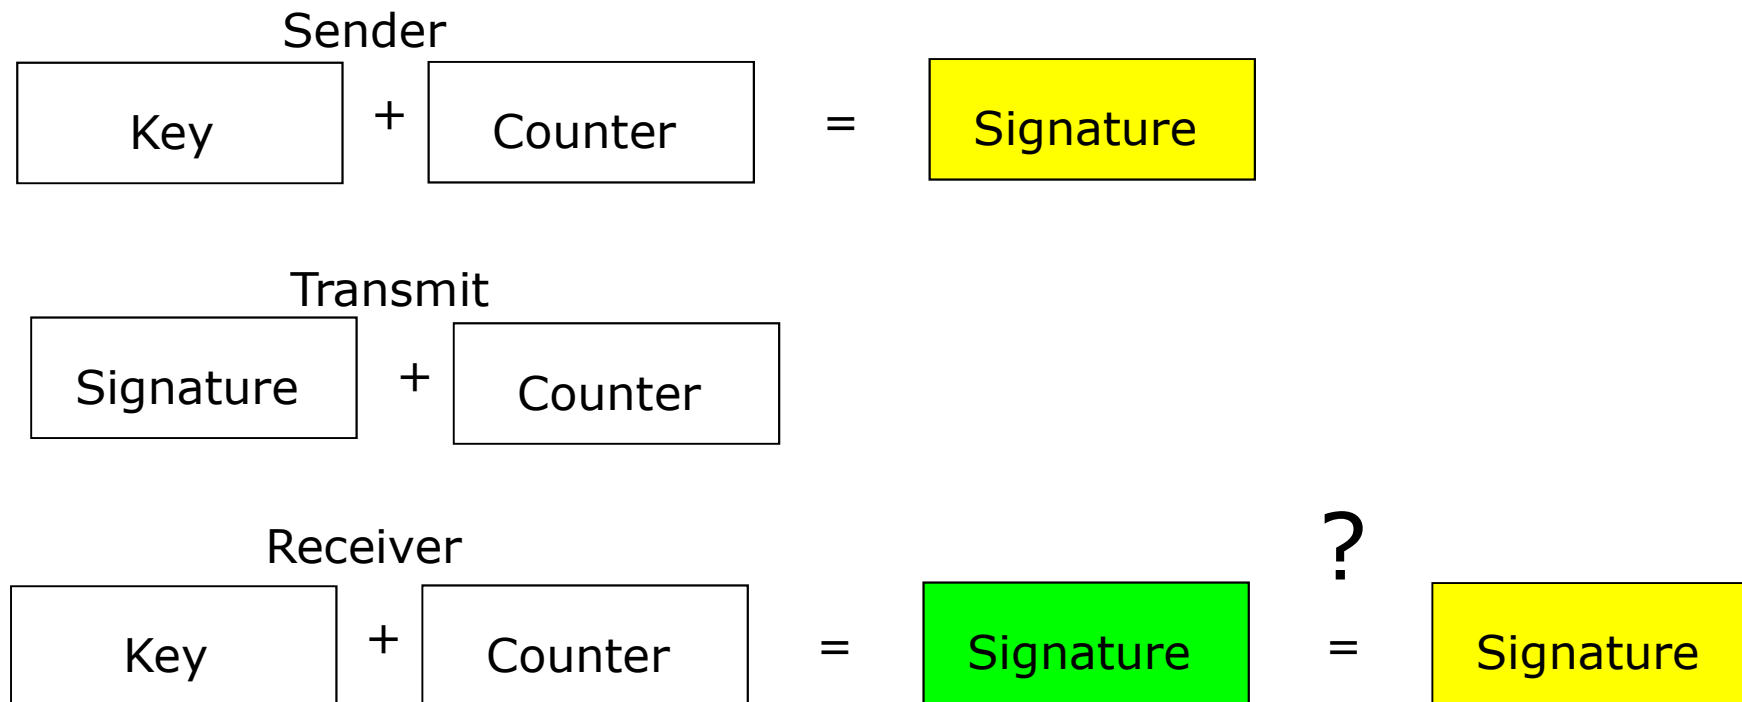 Sender
Key + Counter = Signature
Transmit
Signature + Counter
?
Receiver
Key + Counter = Signature = Signature